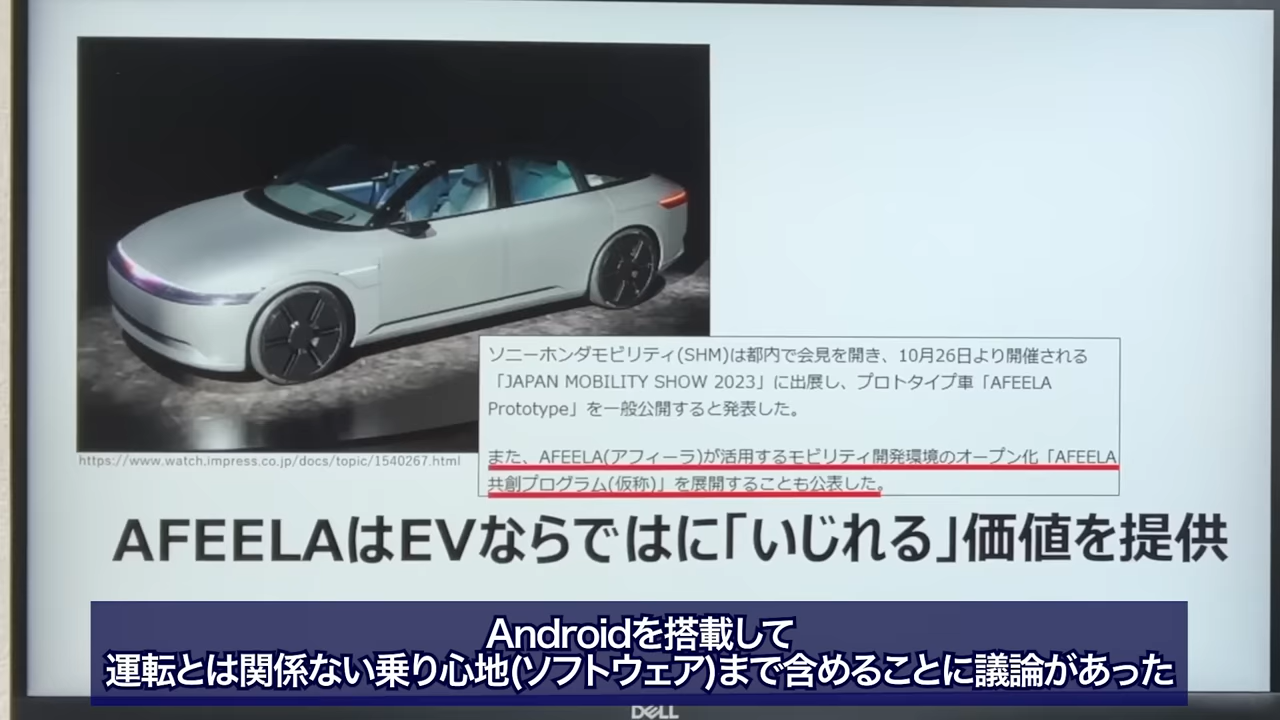 ソニーホンダモビリティ(SHM)は都内で会見を開き、10月26日より開催される
「JAPAN MOBILITY SHOW 2023」に出展し、プロトタイプ車「AFEELA
Prototype」を一般公開すると発表した。
また、AFEELA(アフィーラ)が活用するモビリティ開発環境のオープン化「AFEELA
共創プログラム(仮称)」を展開することも公表した。
https://www.watch.impress.co.jp/docs/topic/1540267.html
AFEELAはEVならではに「いじれる」価値を提供
Androidを搭載して
運転とは関係ない乗り心地(ソフトウェア)まで含めることに議論があった
DELL